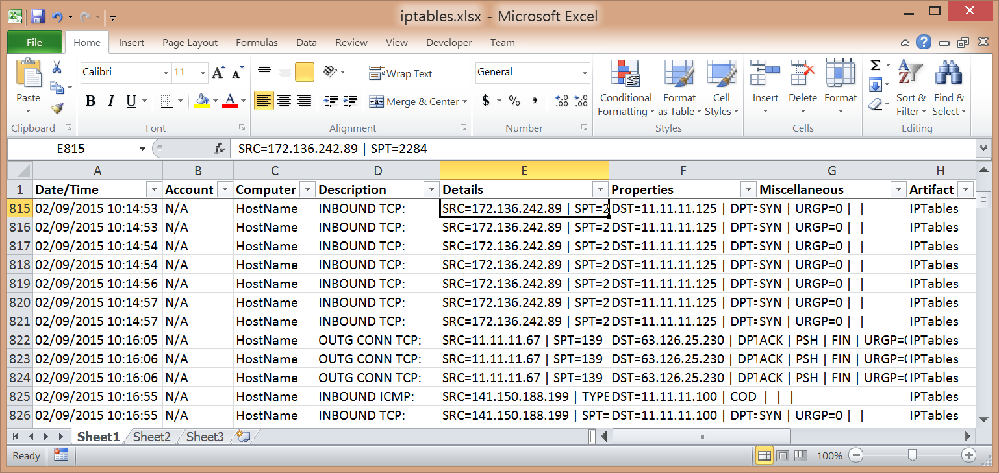 iptables.xlsx - Microsoft Excel
File Home Insert Page Layout Formulas Data Review View Developer Team
Calibri 11 Wrap Text General
Paste B I U Merge & Center $ % , Conditional Formatting Format as Table Cell Styles Insert Delete Format Σ Sort & Filter Find & Select
Clipboard Font Alignment Number Styles Cells Editing
E815 fx SRC=172.136.242.89 | SPT=2284
A B C D E F G H
1 Date/Time Account Computer Description Details Properties Miscellaneous Artifact
815 02/09/2015 10:14:53 N/A HostName INBOUND TCP: SRC=172.136.242.89 | SPT=2 DST=11.11.11.125 | DPT= SYN | URGP=0 | | IPTables
816 02/09/2015 10:14:53 N/A HostName INBOUND TCP: SRC=172.136.242.89 | SPT=2 DST=11.11.11.125 | DPT= SYN | URGP=0 | | IPTables
817 02/09/2015 10:14:54 N/A HostName INBOUND TCP: SRC=172.136.242.89 | SPT=2 DST=11.11.11.125 | DPT= SYN | URGP=0 | | IPTables
818 02/09/2015 10:14:54 N/A HostName INBOUND TCP: SRC=172.136.242.89 | SPT=2 DST=11.11.11.125 | DPT= SYN | URGP=0 | | IPTables
819 02/09/2015 10:14:56 N/A HostName INBOUND TCP: SRC=172.136.242.89 | SPT=2 DST=11.11.11.125 | DPT= SYN | URGP=0 | | IPTables
820 02/09/2015 10:14:57 N/A HostName INBOUND TCP: SRC=172.136.242.89 | SPT=2 DST=11.11.11.125 | DPT= SYN | URGP=0 | | IPTables
821 02/09/2015 10:14:57 N/A HostName INBOUND TCP: SRC=172.136.242.89 | SPT=2 DST=11.11.11.125 | DPT= SYN | URGP=0 | | IPTables
822 02/09/2015 10:16:05 N/A HostName OUTG CONN TCP: SRC=11.11.11.67 | SPT=139 DST=63.126.25.230 | DPT ACK | PSH | FIN | URGP=0 IPTables
823 02/09/2015 10:16:06 N/A HostName OUTG CONN TCP: SRC=11.11.11.67 | SPT=139 DST=63.126.25.230 | DPT ACK | PSH | FIN | URGP=0 IPTables
824 02/09/2015 10:16:06 N/A HostName OUTG CONN TCP: SRC=11.11.11.67 | SPT=139 DST=63.126.25.230 | DPT ACK | PSH | FIN | URGP=0 IPTables
825 02/09/2015 10:16:55 N/A HostName INBOUND ICMP: SRC=141.150.188.199 | TYPE DST=11.11.11.100 | COD | | | IPTables
826 02/09/2015 10:16:55 N/A HostName INBOUND TCP: SRC=141.150.188.199 | SPT= DST=11.11.11.100 | DPT= SYN | URGP=0 | | IPTables
Sheet1 Sheet2 Sheet3
Ready 100%